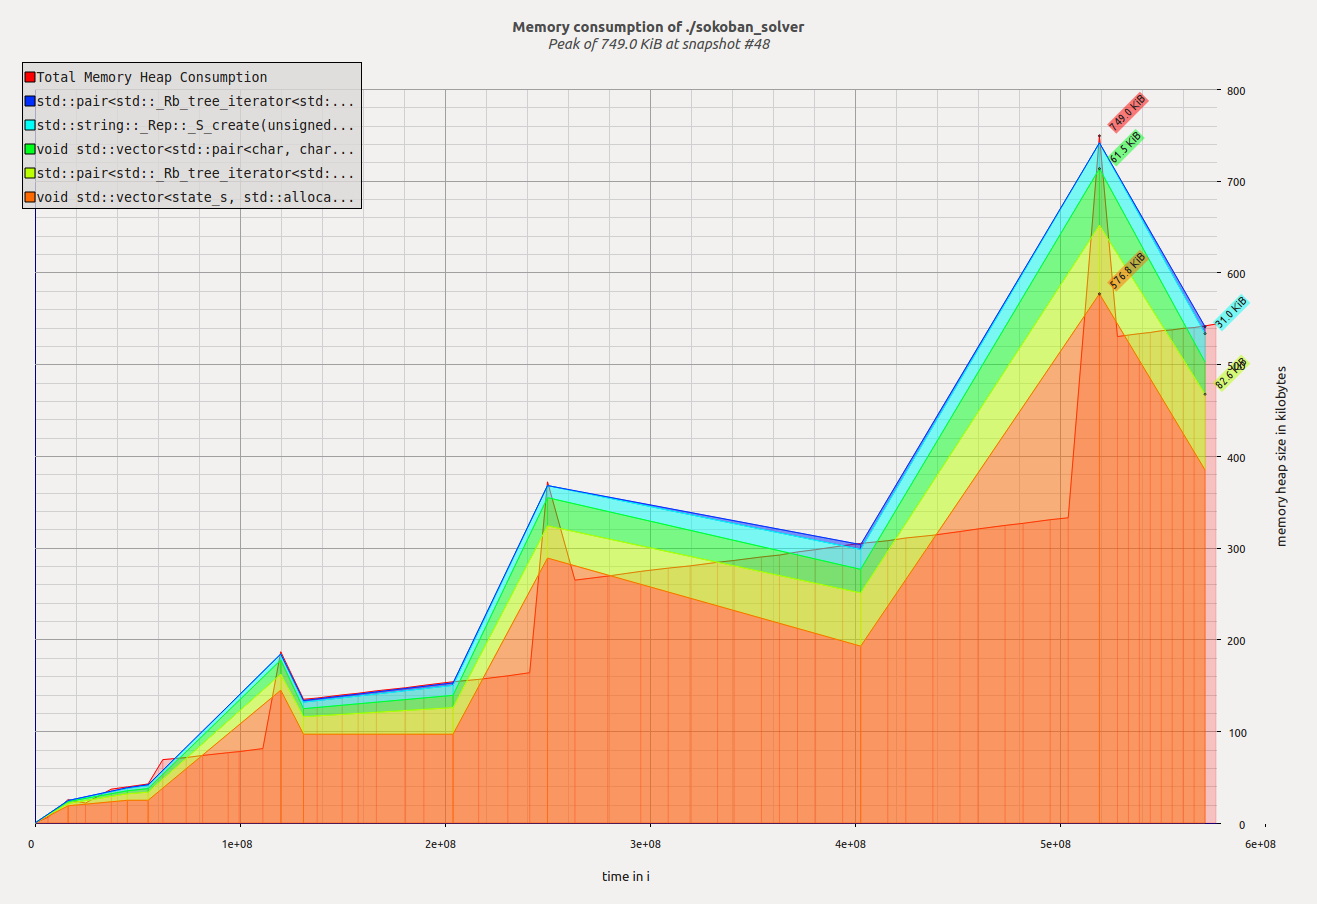 Memory consumption of ./sokoban_solver
Peak of 749.0 KiB at snapshot #48
Total Memory Heap Consumption
std::pair<std::_Rb_tree_iterator<std:...
std::string::_Rep::_S_create(unsigned...
void std::vector<std::pair<char, char...
std::pair<std::_Rb_tree_iterator<std:...
void std::vector<state_s, std::alloca...
749.0 KiB
61.5 KiB
576.8 KiB
31.0 KiB
82.6 KiB
800
700
600
500
400
300
200
100
0
memory heap size in kilobytes
0
1e+08
2e+08
3e+08
4e+08
5e+08
6e+08
time in i